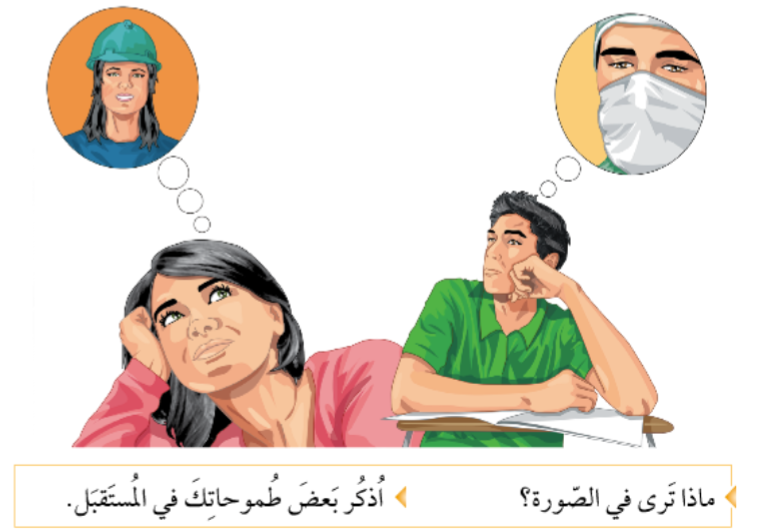 ماذا تَرى في الصّورة؟ اُذكُر بَعضَ طُموحاتِكَ في المُستَقبَل.